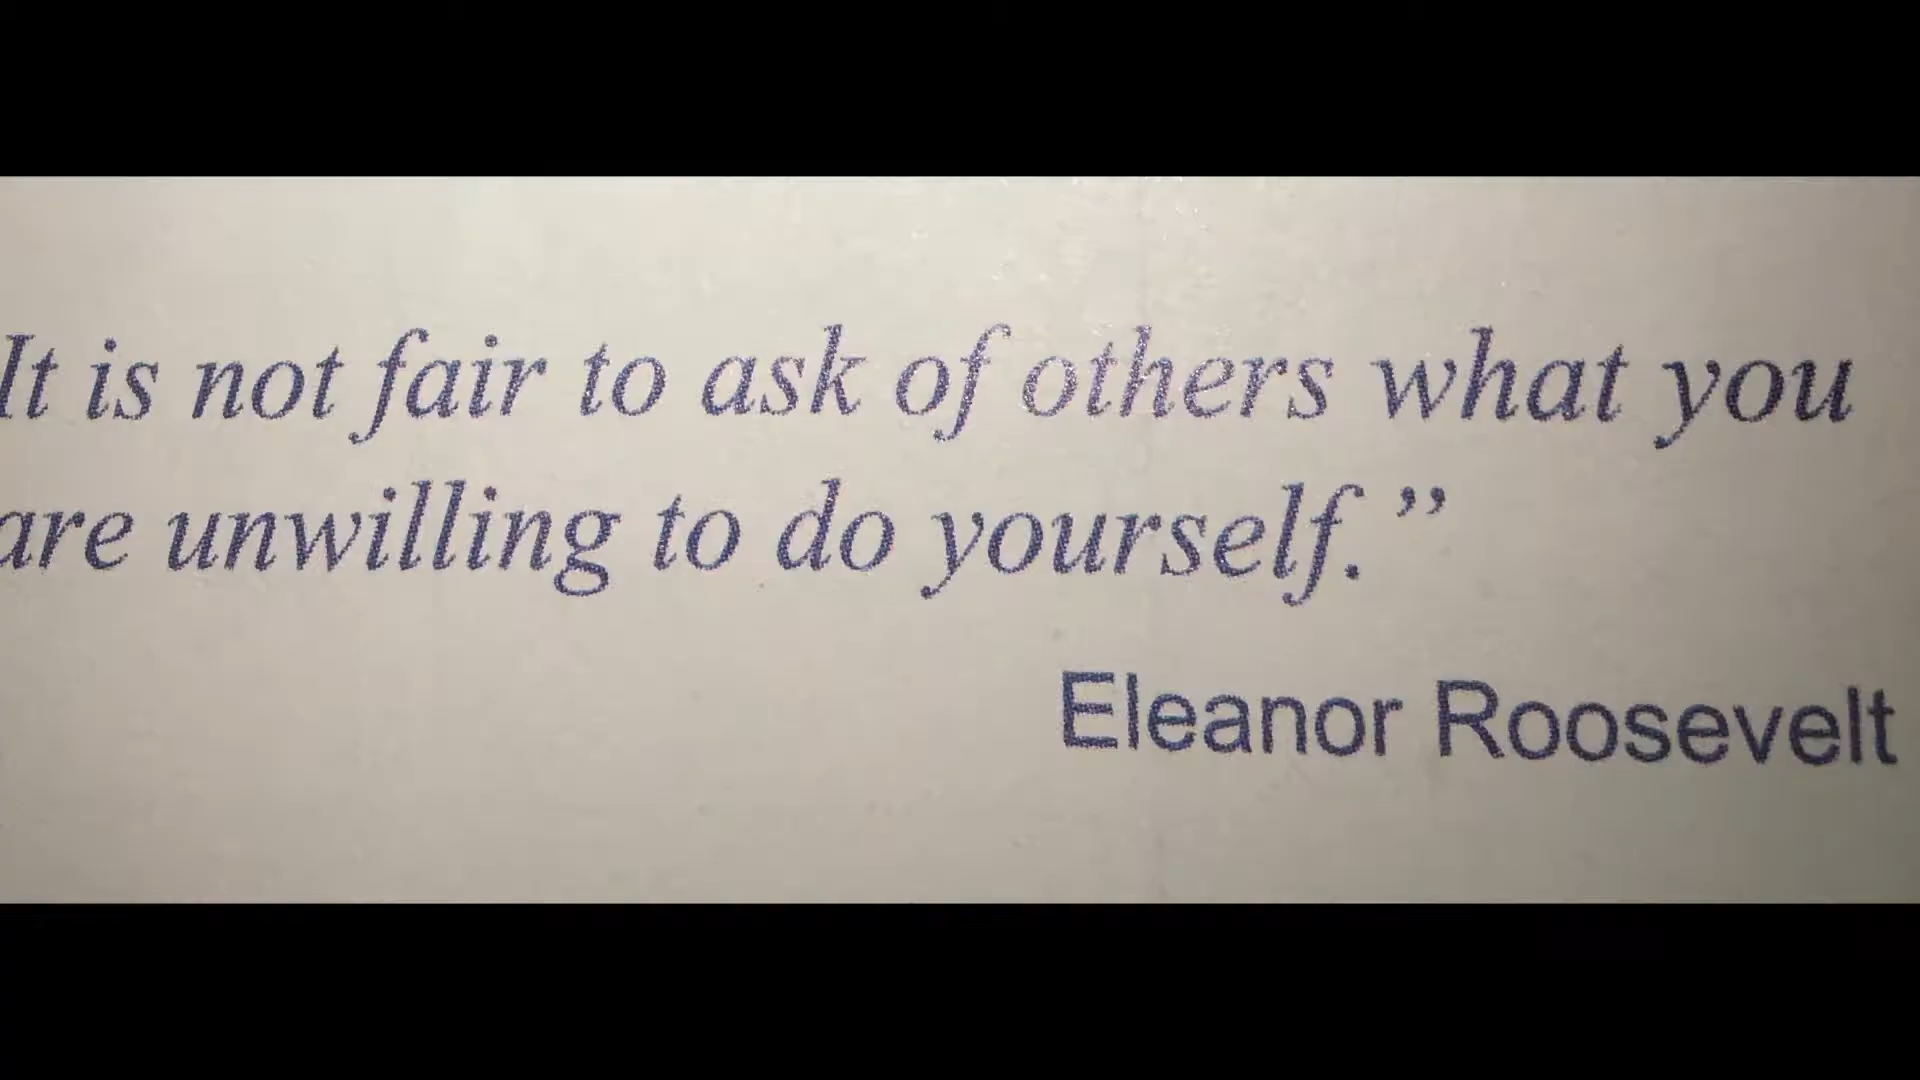 It is not fair to ask of others what you
are unwilling to do yourself.”
Eleanor Roosevelt